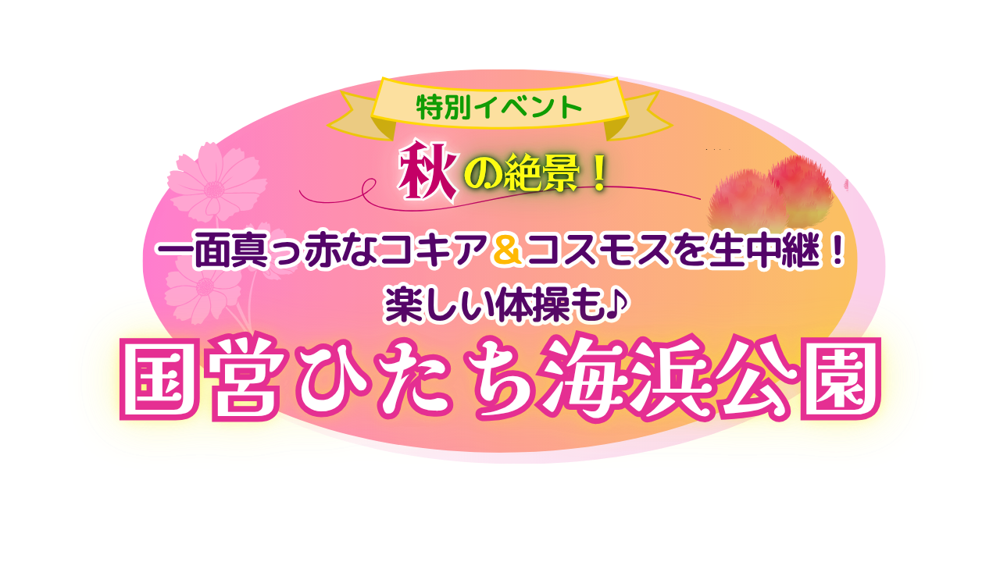 特別イベント
秋の絶景！
一面真っ赤なコキア＆コスモスを生中継！
楽しい体操も♪
国営ひたち海浜公園